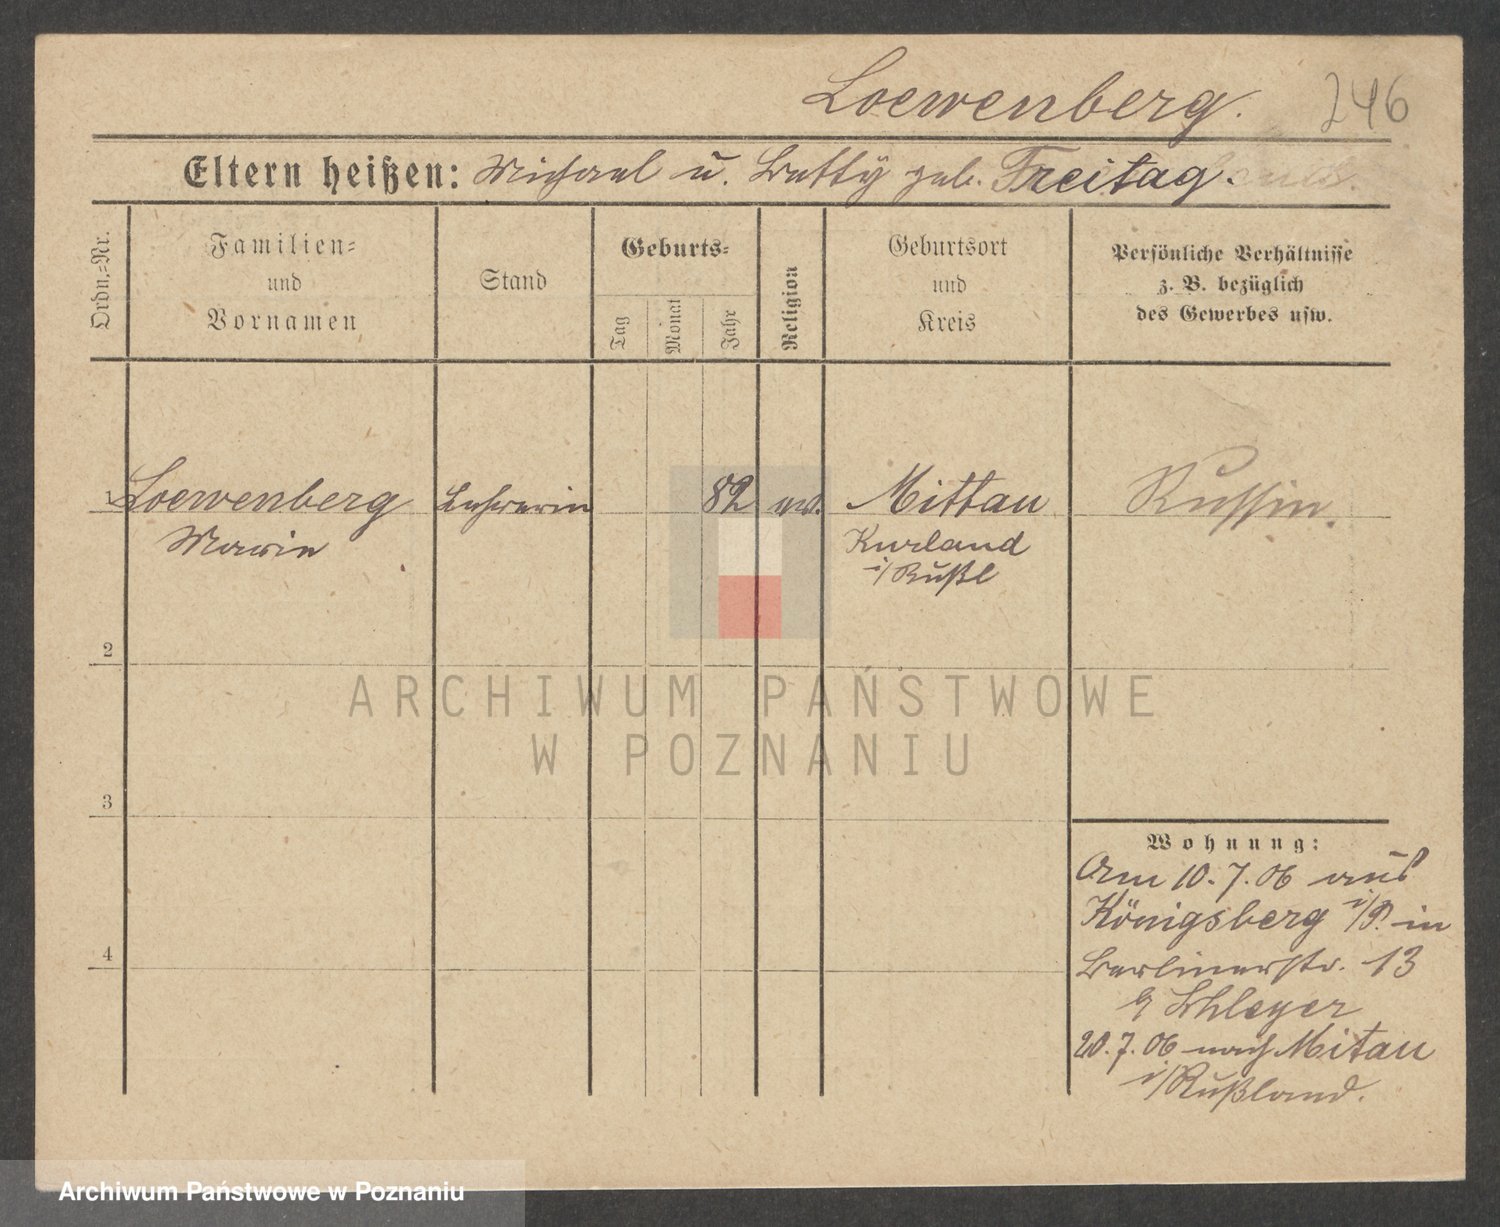 Loewenberg. 246
Eltern heißen: Michael u. Betty geb. Freitag.
Ordn.=Nr.
Familien=
und
Vornamen
Stand
Geburts=
Tag
Monat
Jahr
Religion
Geburtsort
und
Kreis
Persönliche Verhältnisse
z. B. bezüglich
des Gewerbes usw.
1 Loewenberg Lehrerin 82 ev. Mittau Russin.
Marie Kurland
i/Rußl
2
3
4
Wohnung:
Am 10.7.06 aus
Königsberg i/P. in
Berlinerstr. 13
b Schleyer
20.7.06 nach Mitau
i/Rußland.
ARCHIWUM PAŃSTWOWE
W POZNANIU
Archiwum Państwowe w Poznaniu